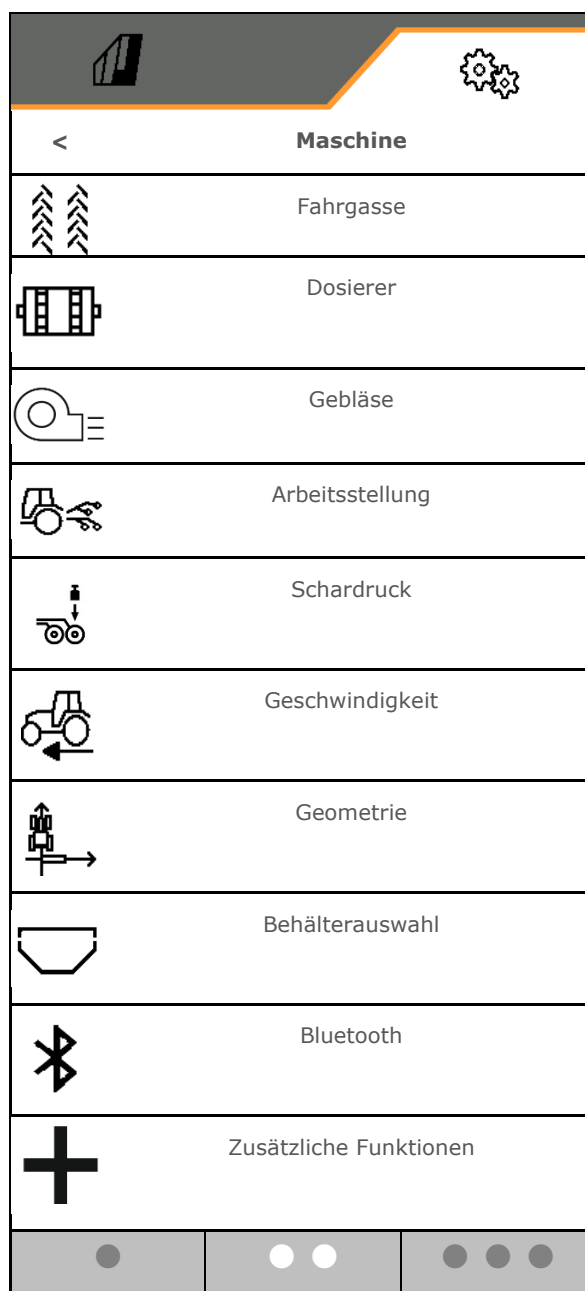 < Maschine
Fahrgasse
Dosierer
Gebläse
Arbeitsstellung
Schardruck
Geschwindigkeit
Geometrie
Behälterauswahl
Bluetooth
Zusätzliche Funktionen